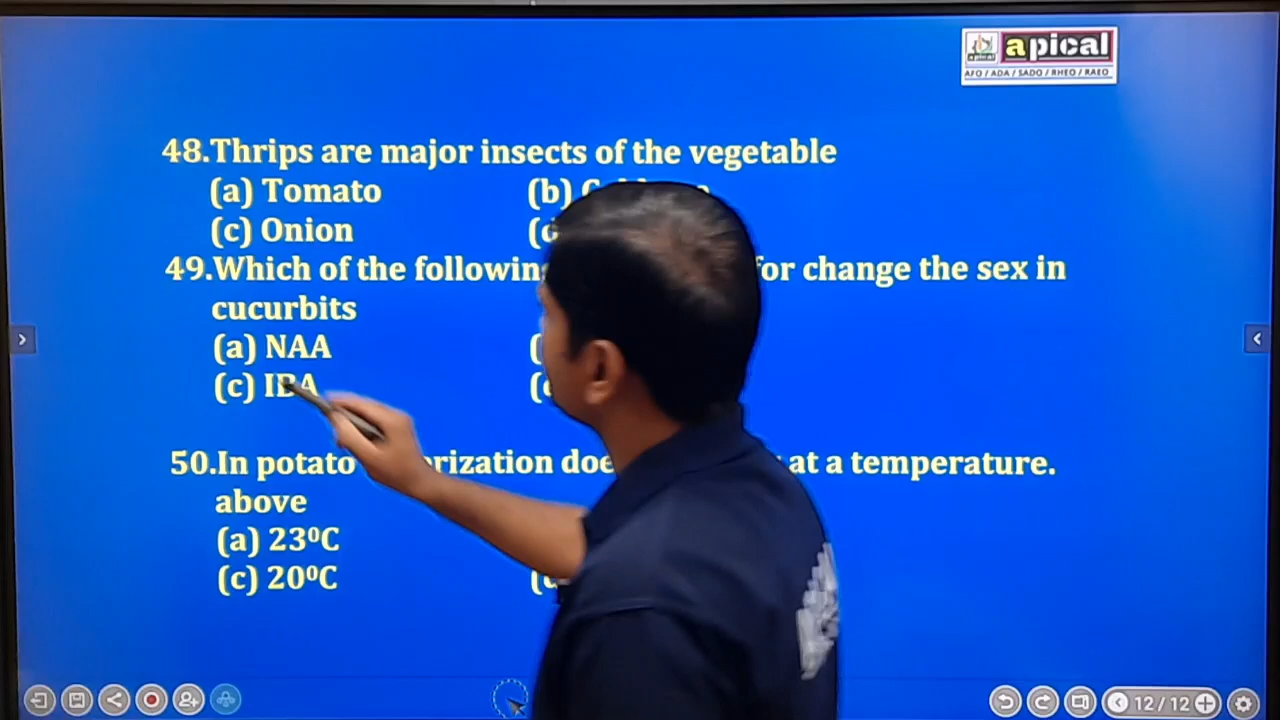 apical
apical
AFO / ADA / SADO / RHEO / RAEO
48.Thrips are major insects of the vegetable
(a) Tomato (b)
(c) Onion
49.Which of the following for change the sex in
cucurbits
(a) NAA
(c) IBA
50.In potato at a temperature.
above
(a) 23⁰C
(c) 20⁰C
12 / 12